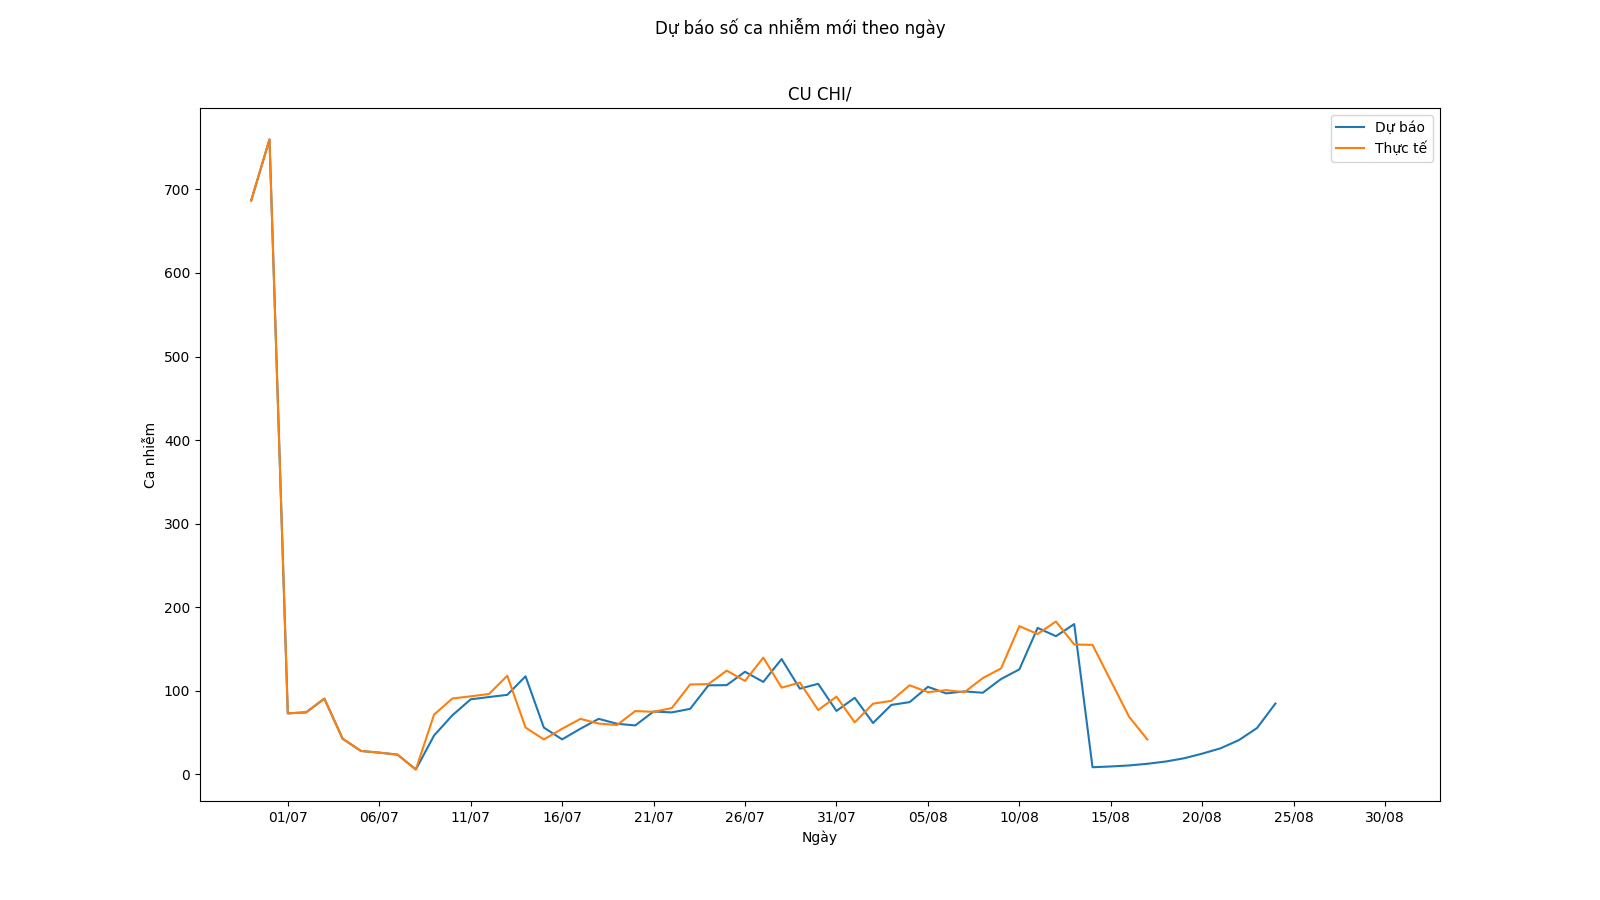 Dự báo số ca nhiễm mới theo ngày
CU CHI/
Dự báo
Thực tế
Ca nhiễm
700
600
500
400
300
200
100
0
01/07 06/07 11/07 16/07 21/07 26/07 31/07 05/08 10/08 15/08 20/08 25/08 30/08
Ngày